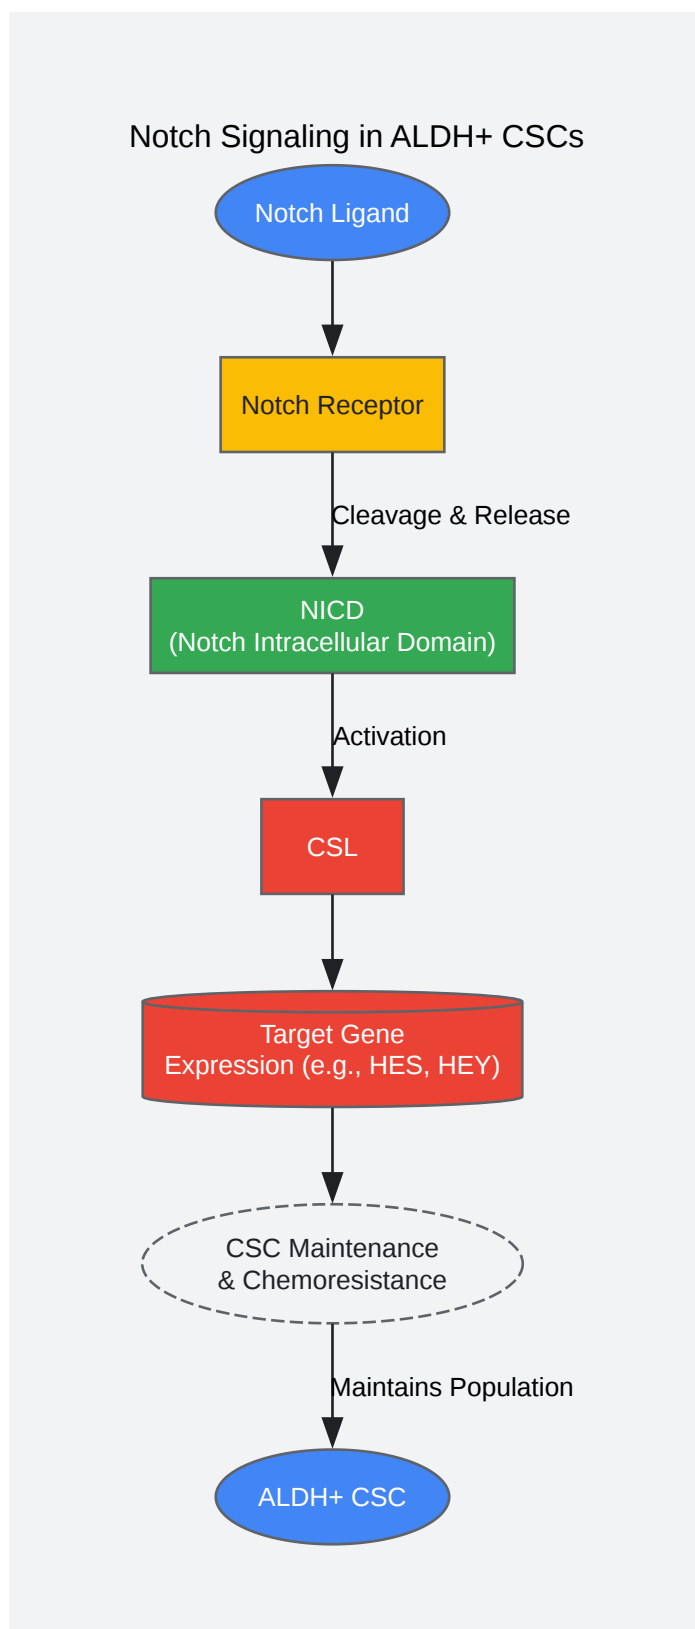 Notch Signaling in ALDH+ CSCs
Notch Ligand
Notch Receptor
Cleavage & Release
NICD
(Notch Intracellular Domain)
Activation
CSL
Target Gene
Expression (e.g., HES, HEY)
CSC Maintenance
& Chemoresistance
Maintains Population
ALDH+ CSC